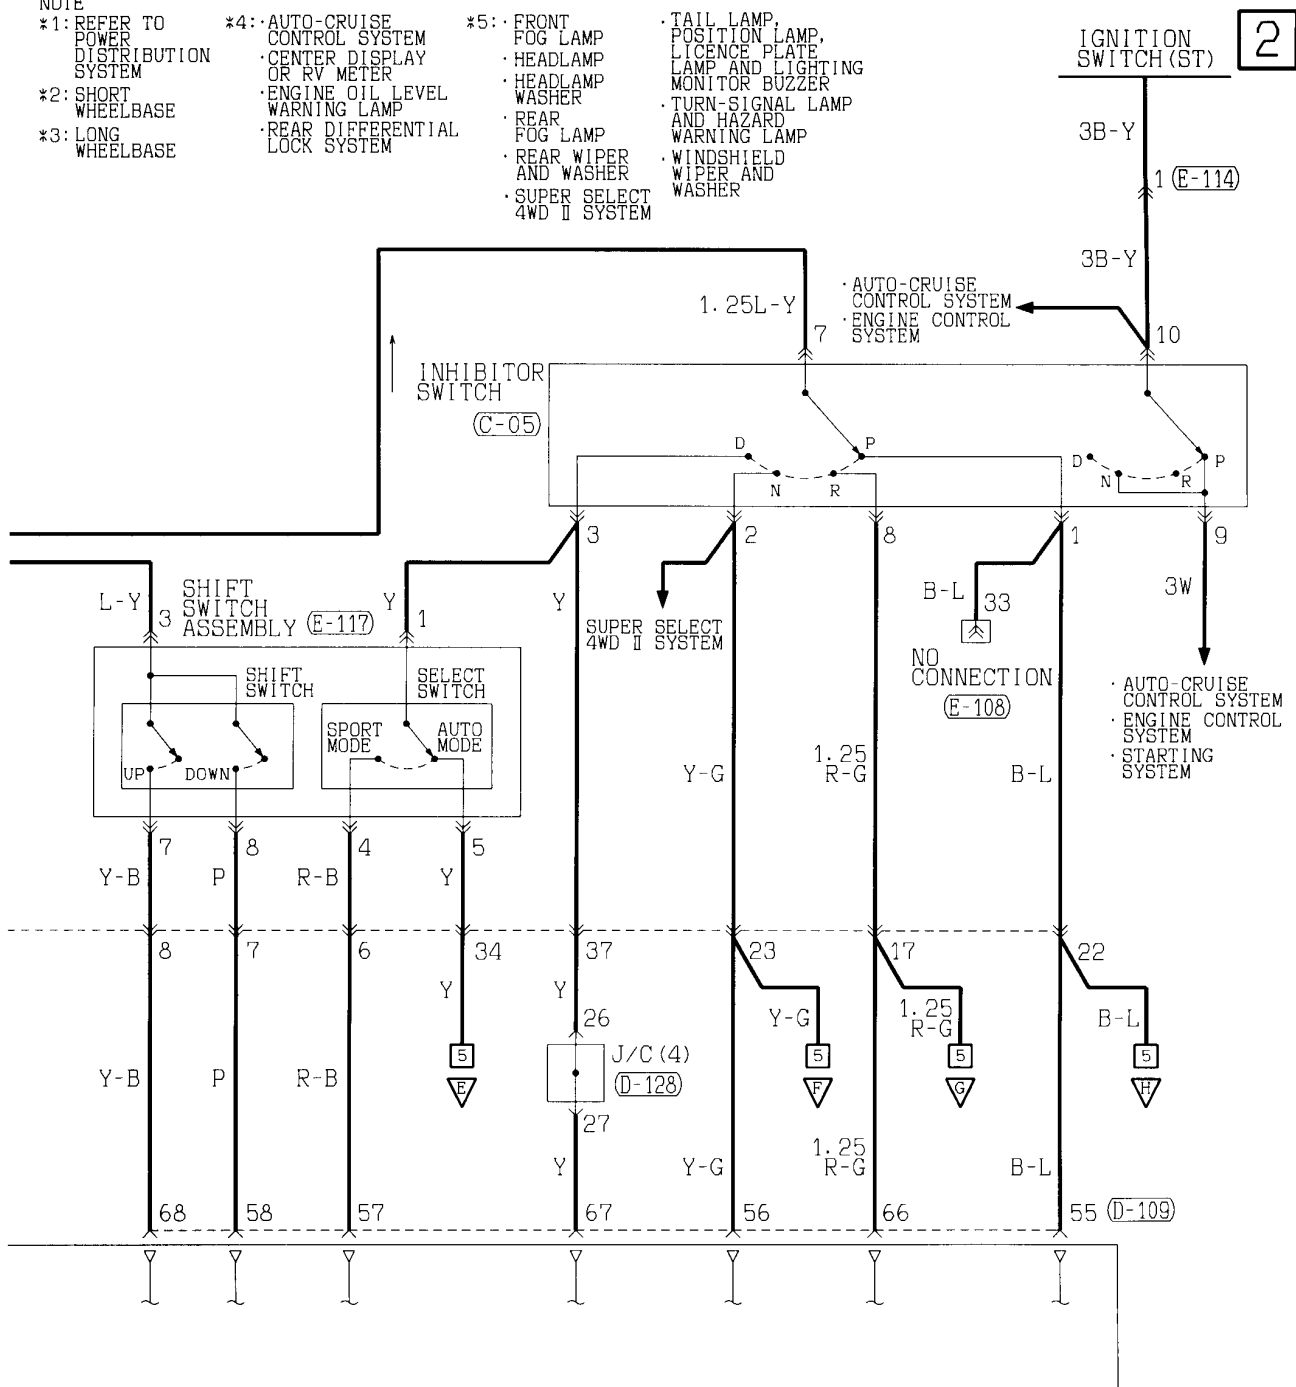 NOTE
*1: REFER TO
POWER
DISTRIBUTION
SYSTEM
*2: SHORT
WHEELBASE
*3: LONG
WHEELBASE
*4: · AUTO-CRUISE
CONTROL SYSTEM
· CENTER DISPLAY
OR RV METER
· ENGINE OIL LEVEL
WARNING LAMP
· REAR DIFFERENTIAL
LOCK SYSTEM
*5: · FRONT
FOG LAMP
· HEADLAMP
· HEADLAMP
WASHER
· REAR
FOG LAMP
· REAR WIPER
AND WASHER
· SUPER SELECT
4WD II SYSTEM
· TAIL LAMP,
POSITION LAMP,
LICENCE PLATE
LAMP AND LIGHTING
MONITOR BUZZER
· TURN-SIGNAL LAMP
AND HAZARD
WARNING LAMP
· WINDSHIELD
WIPER AND
WASHER
IGNITION
SWITCH (ST)
2
3B-Y
1 (E-114)
3B-Y
1.25L-Y
· AUTO-CRUISE
CONTROL SYSTEM
· ENGINE CONTROL
SYSTEM
7
10
INHIBITOR
SWITCH
(C-05)
D
P
N
R
D
P
N
R
3
2
8
1
9
L-Y
3
SHIFT
SWITCH
ASSEMBLY (E-117)
Y
1
Y
SUPER SELECT
4WD II SYSTEM
B-L
33
NO
CONNECTION
(E-108)
3W
· AUTO-CRUISE
CONTROL SYSTEM
· ENGINE CONTROL
SYSTEM
· STARTING
SYSTEM
SHIFT
SWITCH
SELECT
SWITCH
UP
DOWN
SPORT
MODE
AUTO
MODE
Y-G
1.25
R-G
B-L
7
8
4
5
Y-B
P
R-B
Y
8
7
6
34
37
23
17
22
Y
Y
26
Y-G
1.25
R-G
B-L
J/C (4)
(D-128)
27
5
E
5
F
5
G
5
H
Y-B
P
R-B
Y
Y-G
1.25
R-G
B-L
68
58
57
67
56
66
55 (D-109)